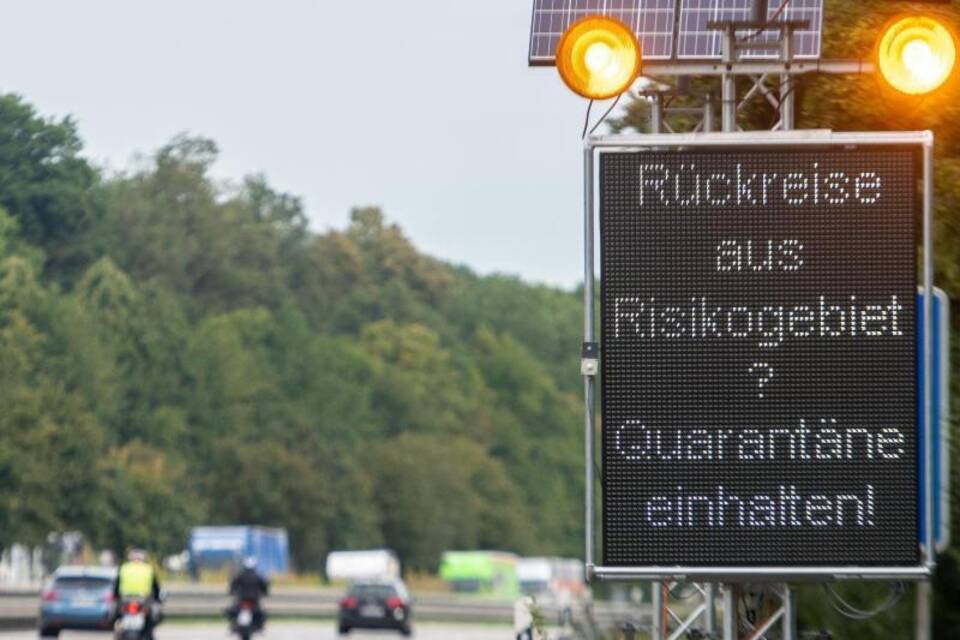 Rückreise
aus
Risikogebiet
?
Quarantäne
einhalten!